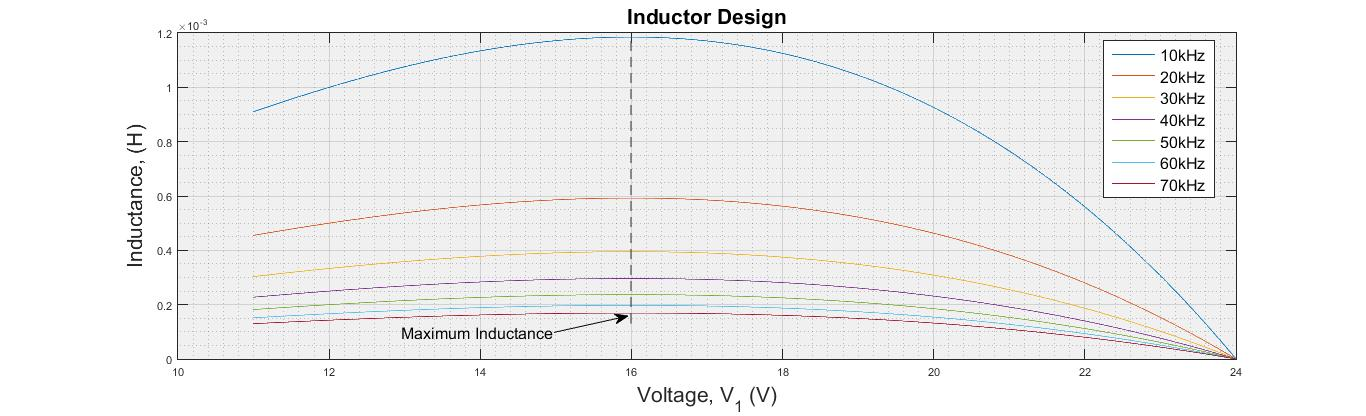 Inductor Design
×10-3
1.2
1
0.8
0.6
0.4
0.2
0
Inductance, (H)
10kHz
20kHz
30kHz
40kHz
50kHz
60kHz
70kHz
Maximum Inductance
10 12 14 16 18 20 22 24
Voltage, V1 (V)